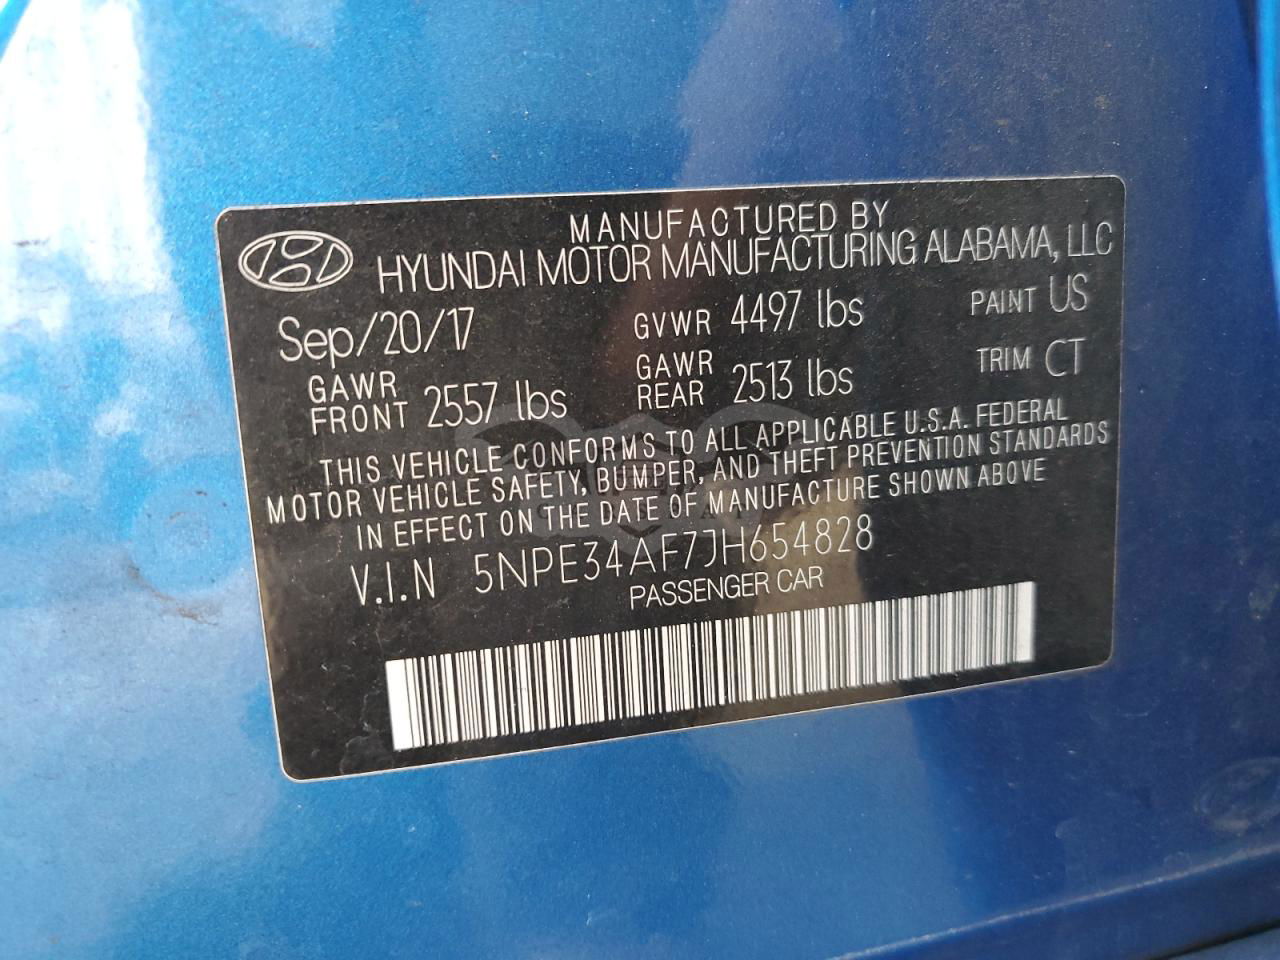 MANUFACTURED BY
HYUNDAI MOTOR MANUFACTURING ALABAMA, LLC
Sep/20/17 GVWR 4497 lbs PAINT US
GAWR FRONT 2557 lbs GAWR REAR 2513 lbs TRIM CT
THIS VEHICLE CONFORMS TO ALL APPLICABLE U.S.A. FEDERAL
MOTOR VEHICLE SAFETY, BUMPER, AND THEFT PREVENTION STANDARDS
IN EFFECT ON THE DATE OF MANUFACTURE SHOWN ABOVE
V.I.N 5NPE34AF7JH654828
PASSENGER CAR